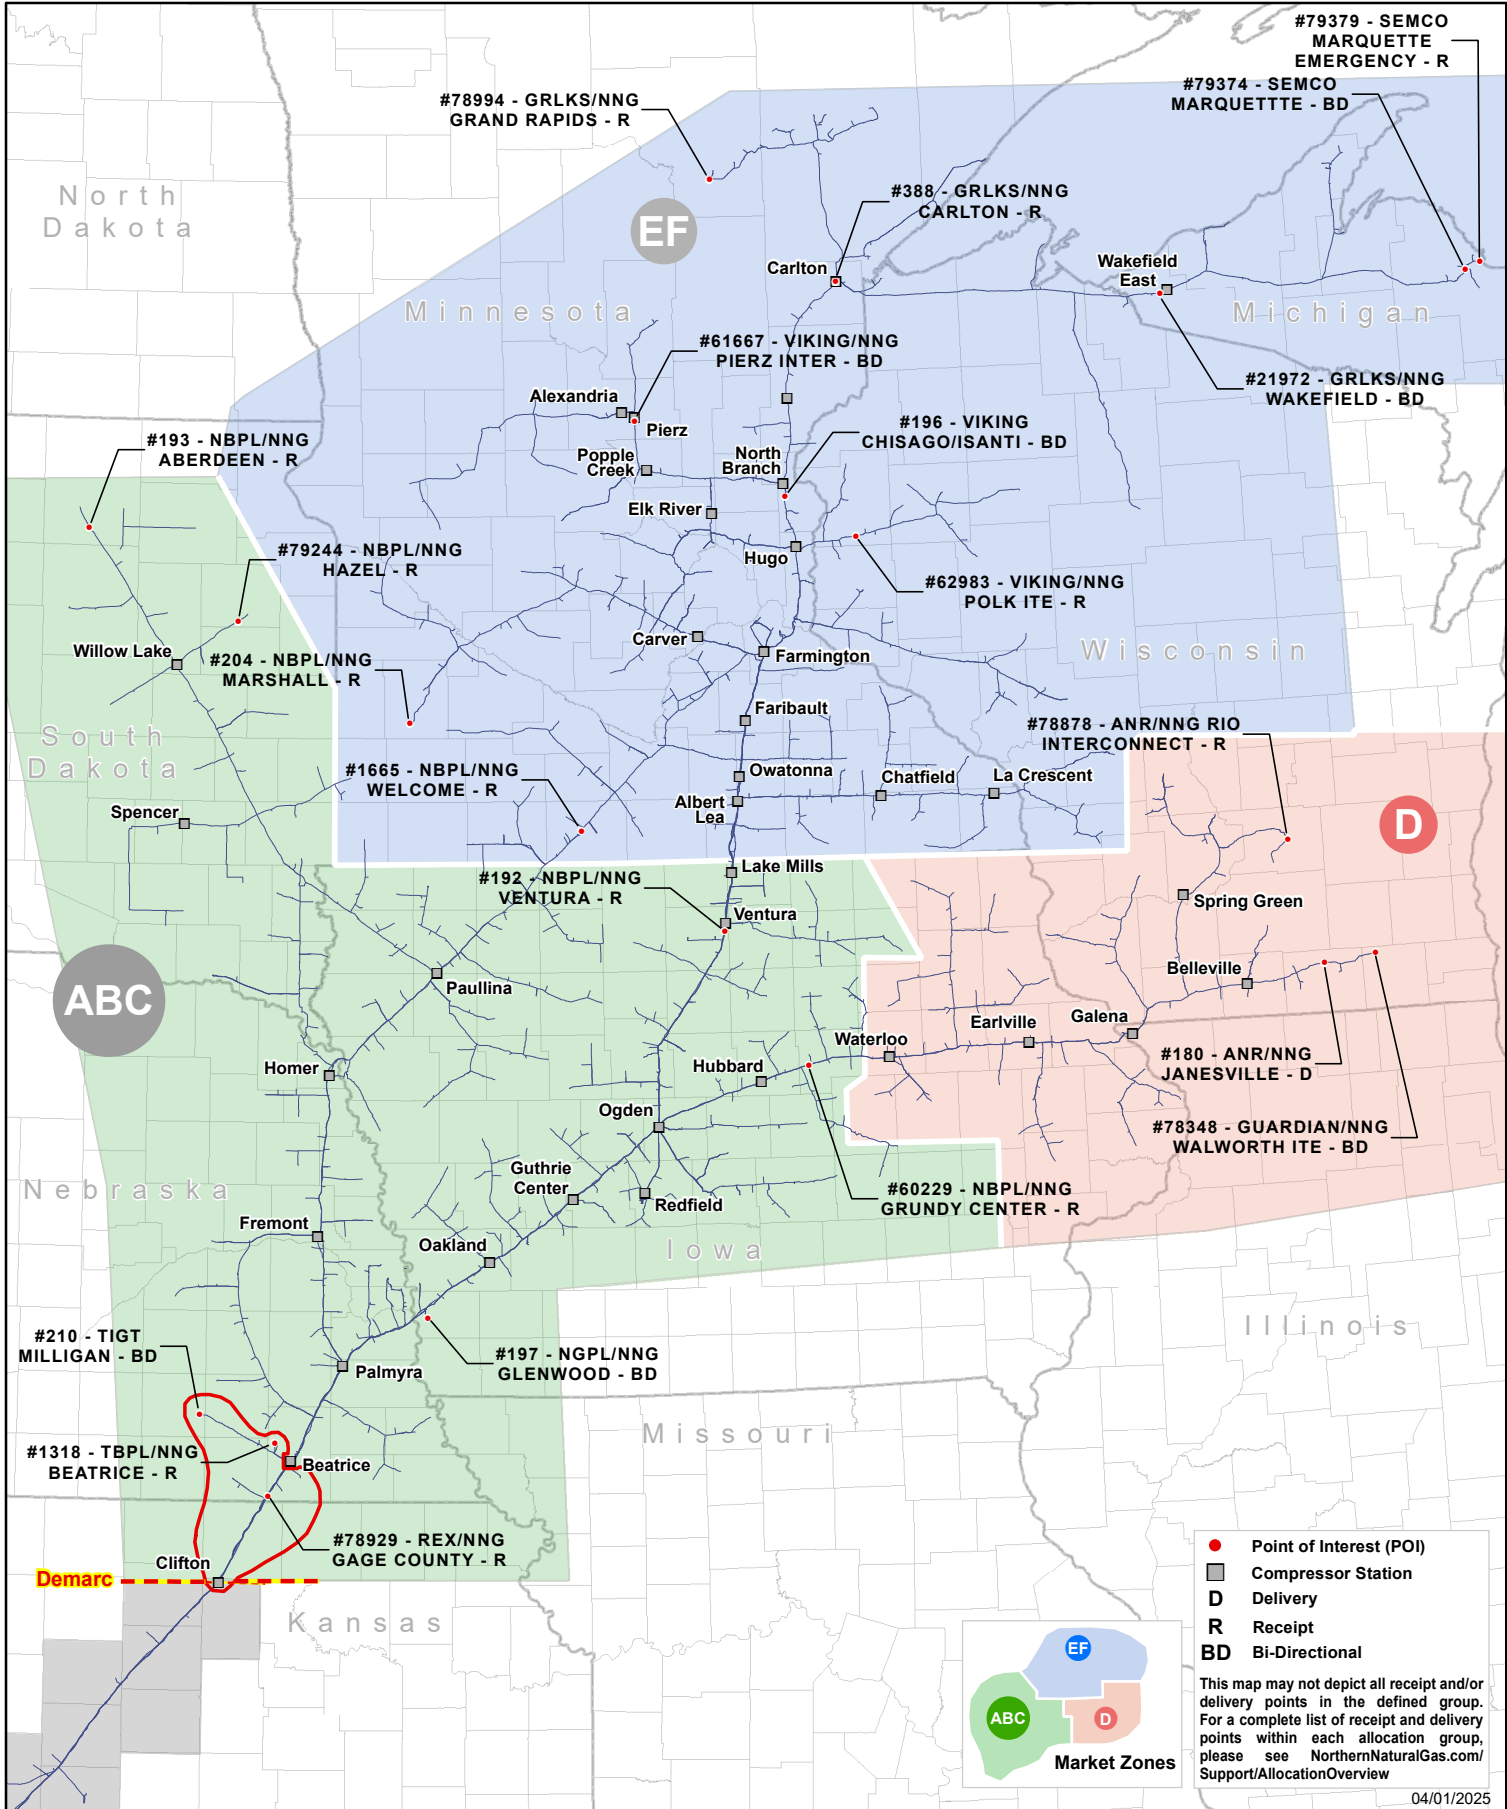 #79379 - SEMCO
MARQUETTE
EMERGENCY - R
#79374 - SEMCO
MARQUETTTE - BD
#78994 - GRLKS/NNG
GRAND RAPIDS - R
North
Dakota
#388 - GRLKS/NNG
CARLTON - R
EF
Carlton
Wakefield
East
Minnesota
Michigan
#61667 - VIKING/NNG
PIERZ INTER - BD
#21972 - GRLKS/NNG
WAKEFIELD - BD
Alexandria
Pierz
#196 - VIKING
CHISAGO/ISANTI - BD
#193 - NBPL/NNG
ABERDEEN - R
Popple
Creek
North
Branch
Elk River
Hugo
#79244 - NBPL/NNG
HAZEL - R
#62983 - VIKING/NNG
POLK ITE - R
Willow Lake
Carver
Farmington
Wisconsin
#204 - NBPL/NNG
MARSHALL - R
Faribault
#78878 - ANR/NNG RIO
INTERCONNECT - R
South
Dakota
#1665 - NBPL/NNG
WELCOME - R
Owatonna
Chatfield
La Crescent
Spencer
Albert
Lea
D
Lake Mills
#192 - NBPL/NNG
VENTURA - R
Spring Green
Ventura
Belleville
ABC
Paullina
Earlville
Galena
Waterloo
Homer
Hubbard
#180 - ANR/NNG
JANESVILLE - D
Ogden
#78348 - GUARDIAN/NNG
WALWORTH ITE - BD
Nebraska
Guthrie
Center
Redfield
#60229 - NBPL/NNG
GRUNDY CENTER - R
Fremont
Oakland
Iowa
Illinois
#210 - TIGT
MILLIGAN - BD
#197 - NGPL/NNG
GLENWOOD - BD
Palmyra
Missouri
#1318 - TBPL/NNG
BEATRICE - R
Beatrice
#78929 - REX/NNG
GAGE COUNTY - R
Clifton
Demarc
Kansas
Point of Interest (POI)
Compressor Station
D Delivery
R Receipt
BD Bi-Directional
This map may not depict all receipt and/or
delivery points in the defined group.
For a complete list of receipt and delivery
points within each allocation group,
please see NorthernNaturalGas.com/
Support/AllocationOverview
EF
ABC
D
Market Zones
04/01/2025